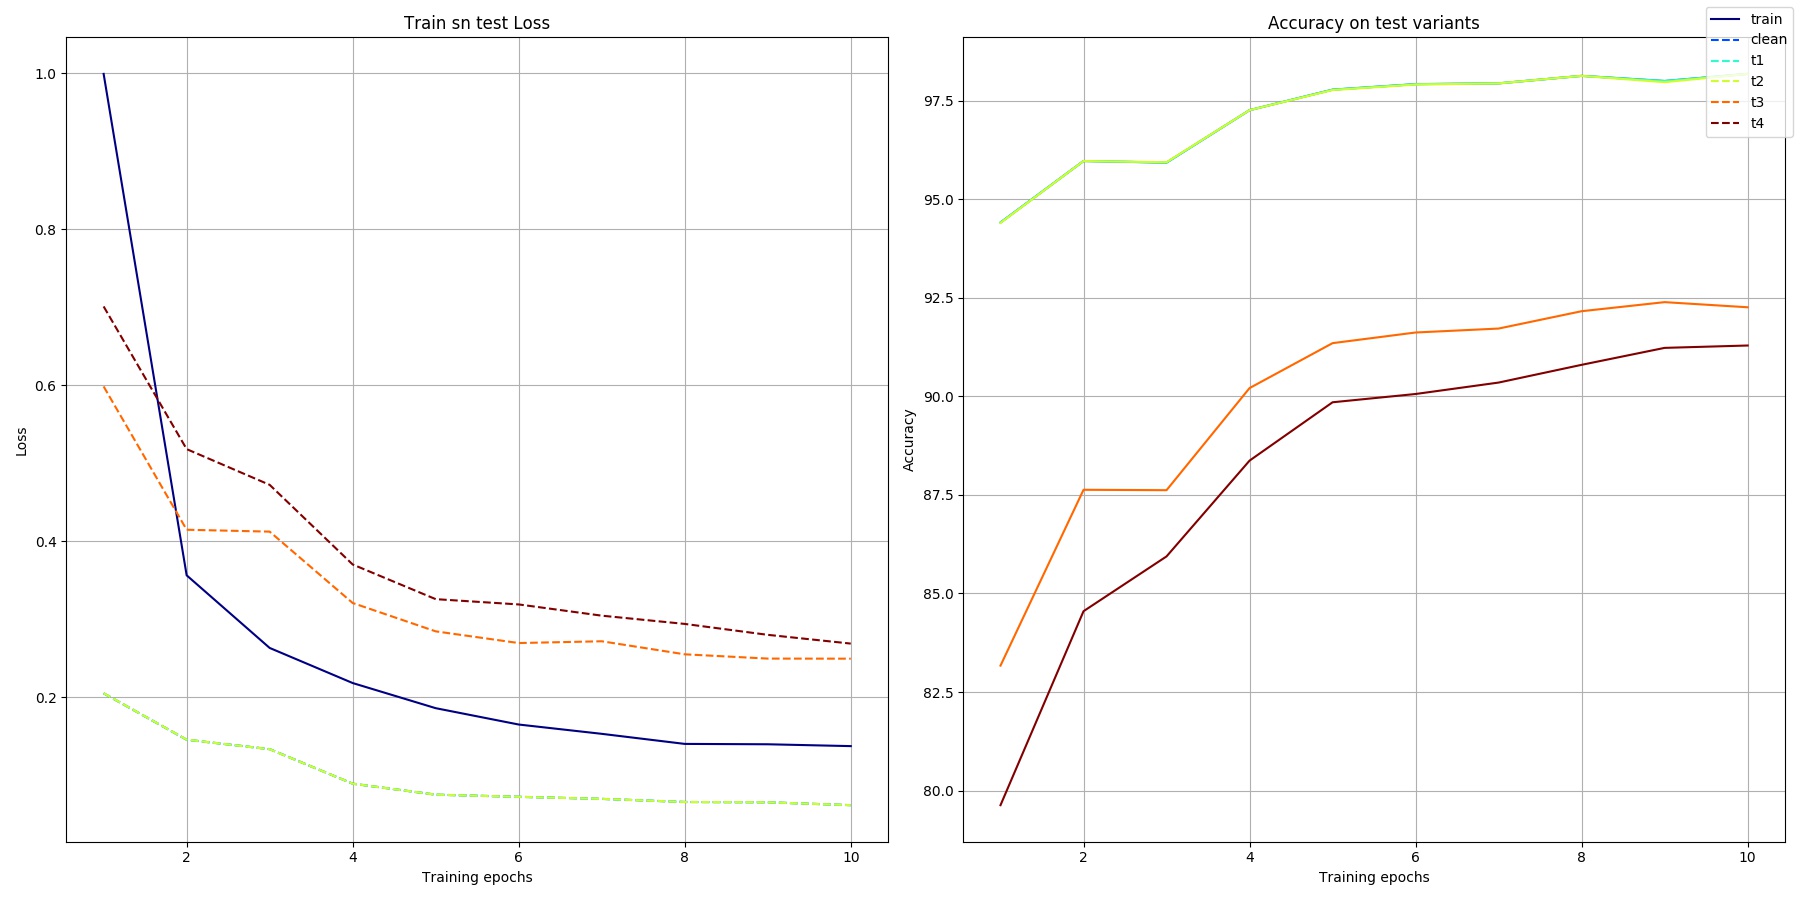 Train sn test Loss
1.0
0.8
0.6
0.4
0.2
Loss
2 4 6 8 10
Training epochs
Accuracy on test variants
97.5
95.0
92.5
90.0
87.5
85.0
82.5
80.0
Accuracy
2 4 6 8 10
Training epochs
train
clean
t1
t2
t3
t4